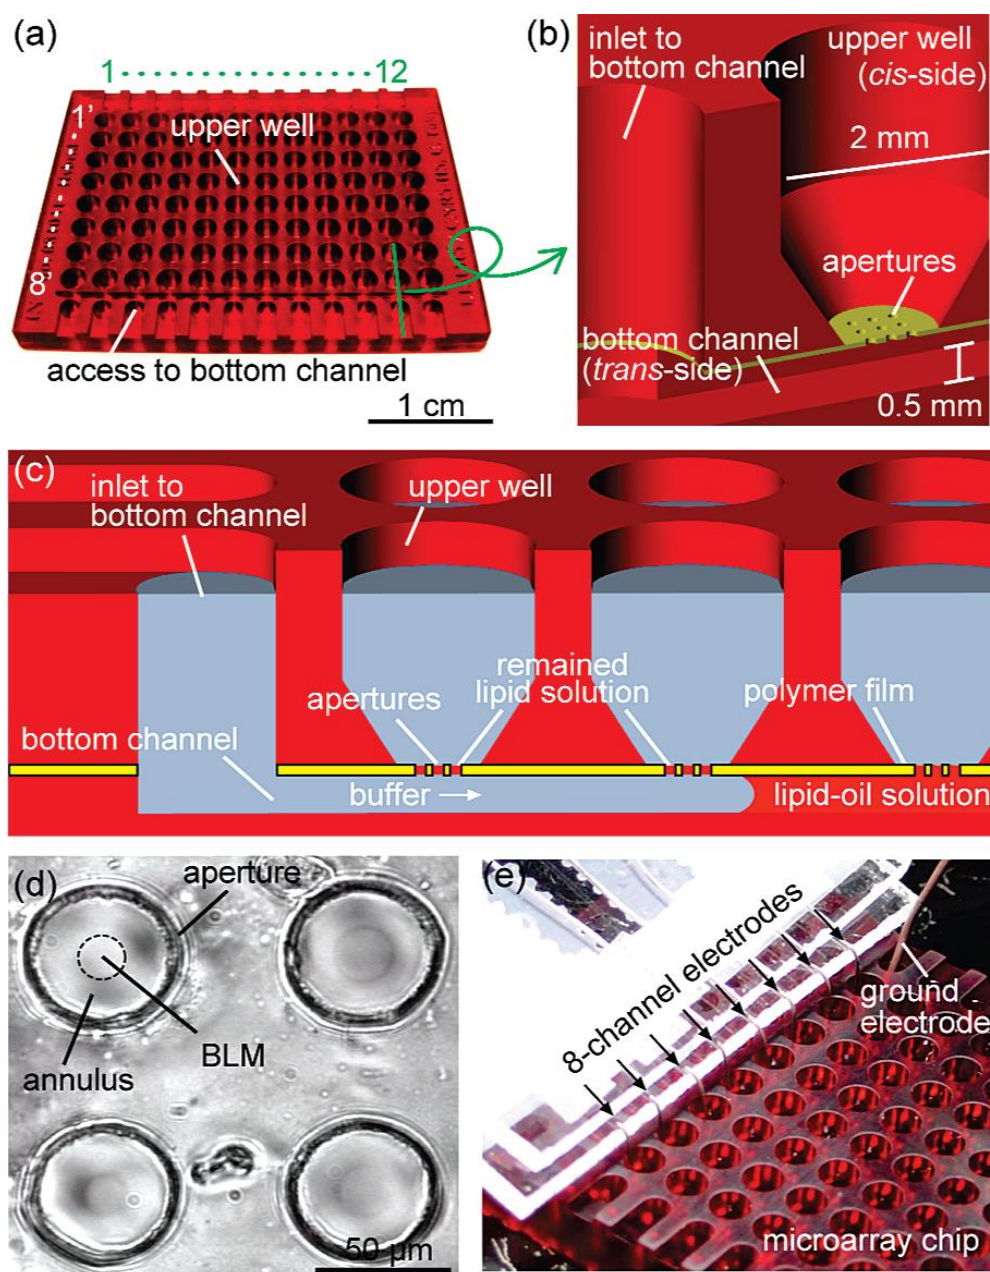 (a)
1 12
1'
upper well
8'
access to bottom channel
1 cm
(b)
inlet to
bottom channel
upper well
(cis-side)
2 mm
apertures
bottom channel
(trans-side)
0.5 mm
(c)
inlet to
bottom channel
upper well
apertures
remained
lipid solution
polymer film
bottom channel
buffer →
lipid-oil solution
(d)
aperture
annulus
BLM
50 μm
(e)
8-channel electrodes
ground
electrode
microarray chip